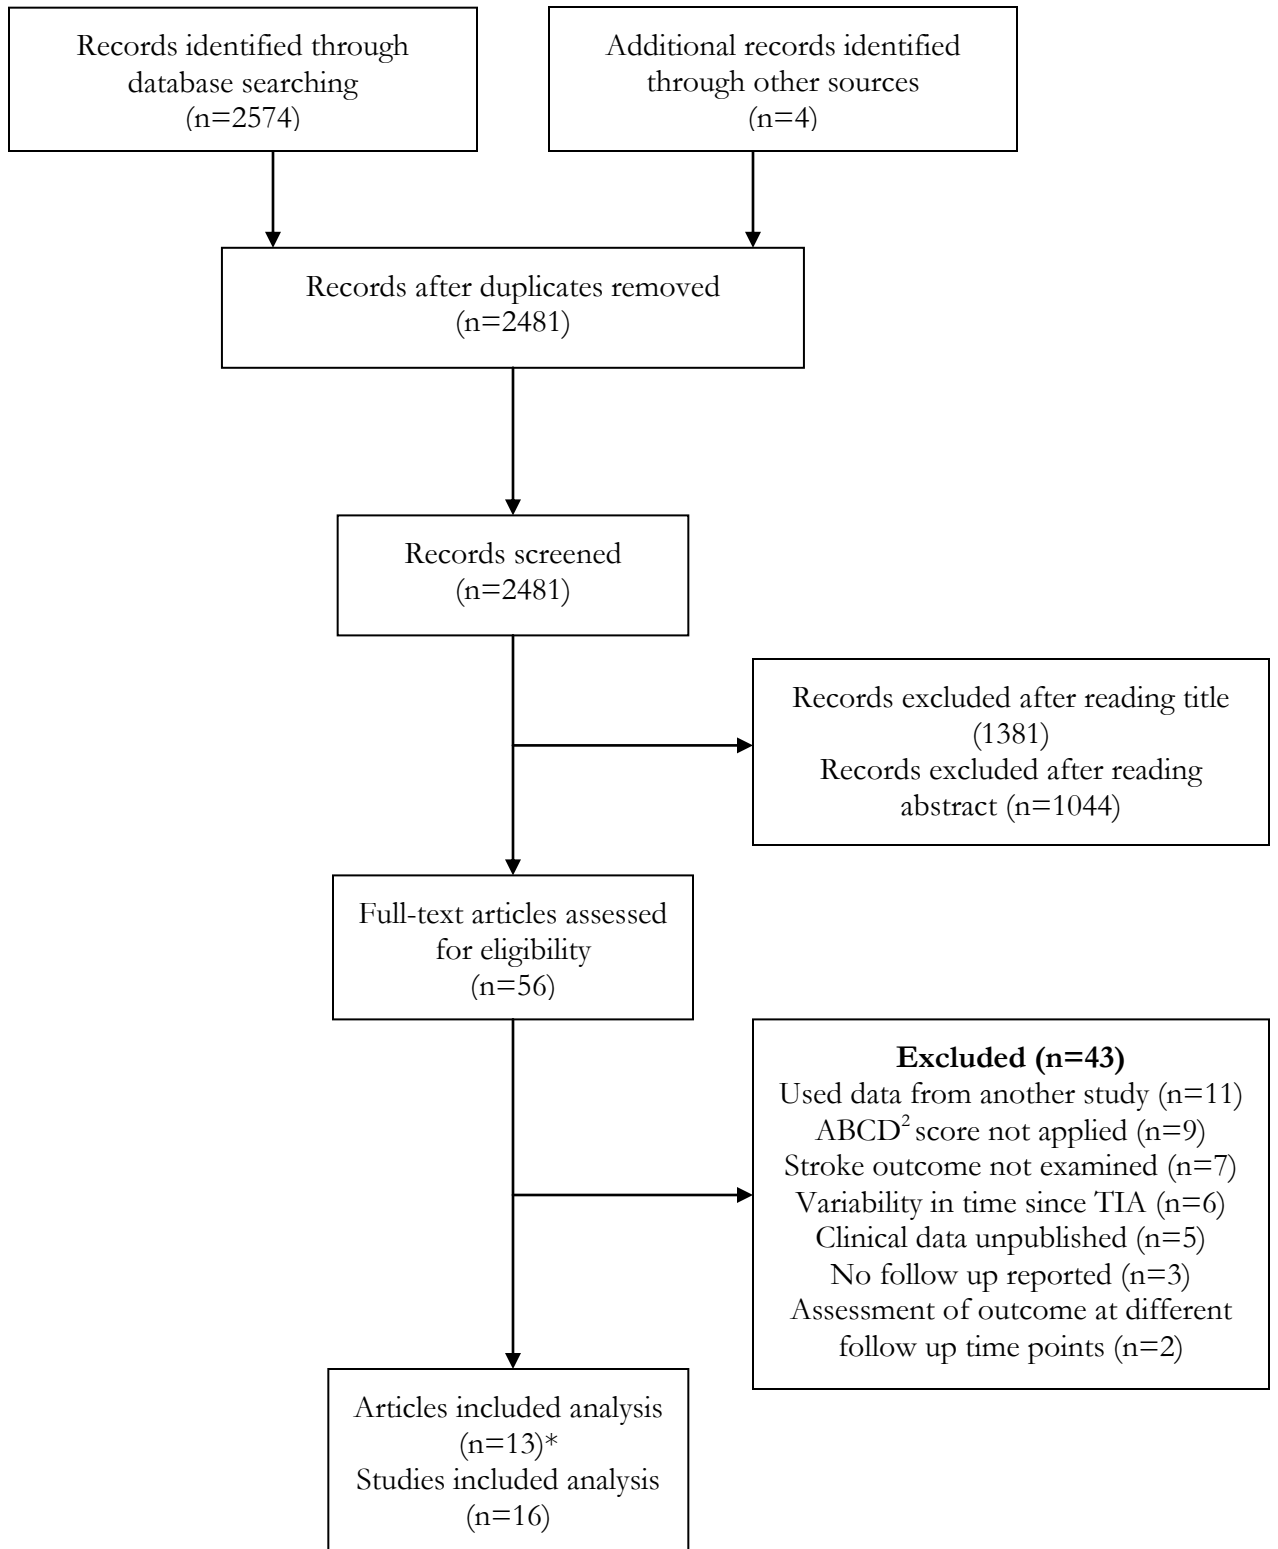 Records identified through
database searching
(n=2574)
Additional records identified
through other sources
(n=4)
Records after duplicates removed
(n=2481)
Records screened
(n=2481)
Records excluded after reading title
(1381)
Records excluded after reading
abstract (n=1044)
Full-text articles assessed
for eligibility
(n=56)
Excluded (n=43)
Used data from another study (n=11)
ABCD² score not applied (n=9)
Stroke outcome not examined (n=7)
Variability in time since TIA (n=6)
Clinical data unpublished (n=5)
No follow up reported (n=3)
Assessment of outcome at different
follow up time points (n=2)
Articles included analysis
(n=13)*
Studies included analysis
(n=16)